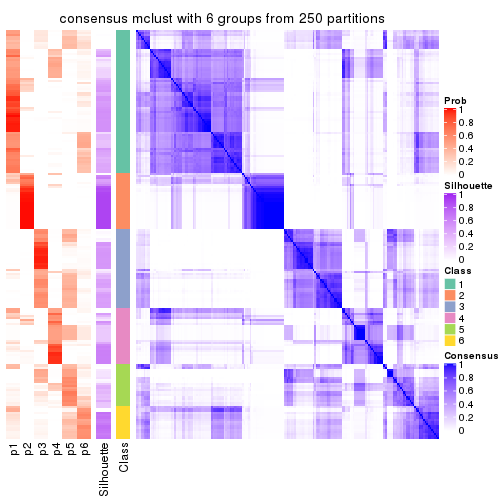 consensus mclust with 6 groups from 250 partitions
Prob
1
0.8
0.6
0.4
0.2
0
Silhouette
1
0.8
0.6
0.4
0.2
0
Class
1
2
3
4
5
6
Consensus
1
0.8
0.6
0.4
0.2
0
p1
p2
p3
p4
p5
p6
Silhouette
Class